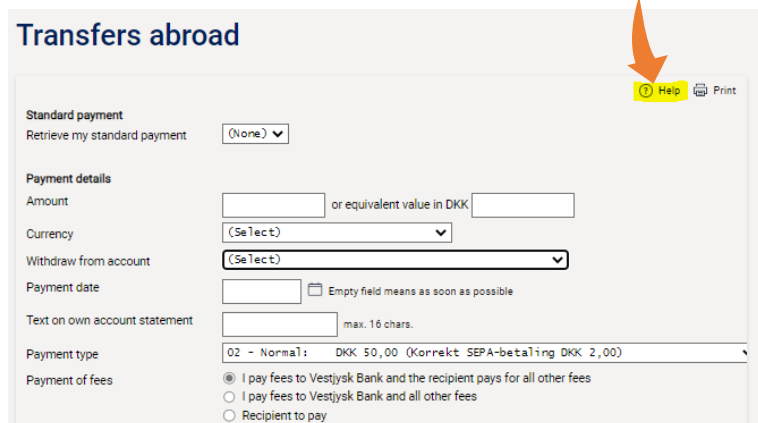 Transfers abroad
Help Print
Standard payment
Retrieve my standard payment (None)
Payment details
Amount or equivalent value in DKK
Currency (Select)
Withdraw from account (Select)
Payment date Empty field means as soon as possible
Text on own account statement max. 16 chars.
Payment type 02 - Normal: DKK 50,00 (Korrekt SEPA-betaling DKK 2,00)
Payment of fees I pay fees to Vestjysk Bank and the recipient pays for all other fees
I pay fees to Vestjysk Bank and all other fees
Recipient to pay